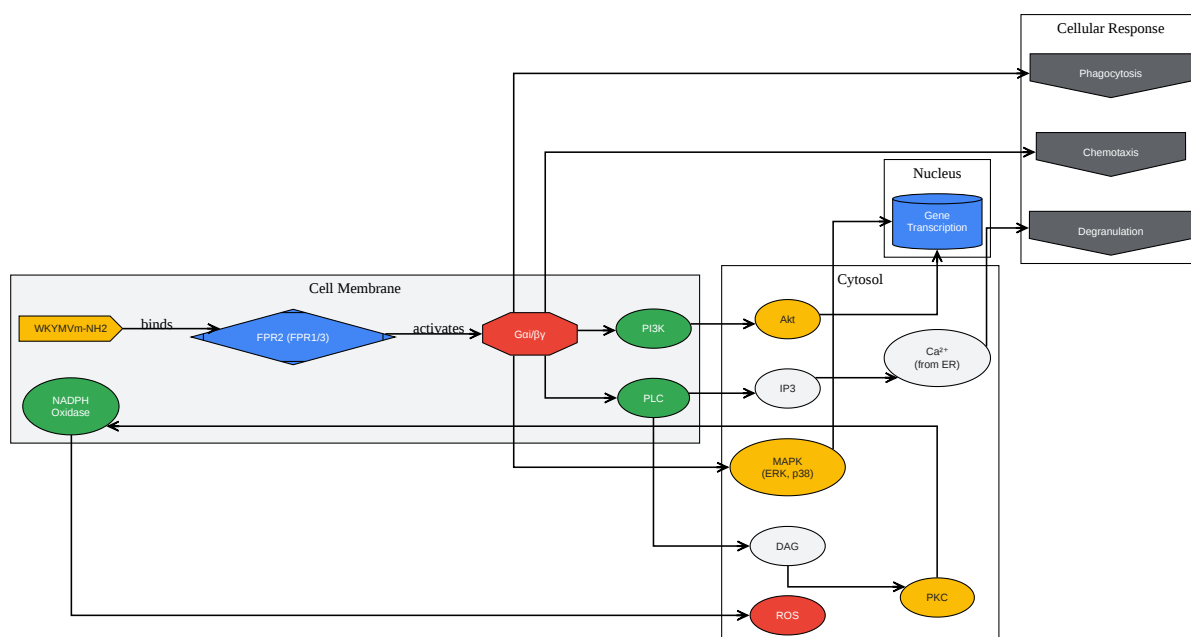 Cellular Response
Phagocytosis
Chemotaxis
Nucleus
Gene
Transcription
Degranulation
Cell Membrane
Cytosol
WKYMVm-NH2
binds
FPR2 (FPR1/3)
activates
Gαi/βγ
PI3K
Akt
Ca²⁺
(from ER)
NADPH
Oxidase
PLC
IP3
MAPK
(ERK, p38)
DAG
PKC
ROS